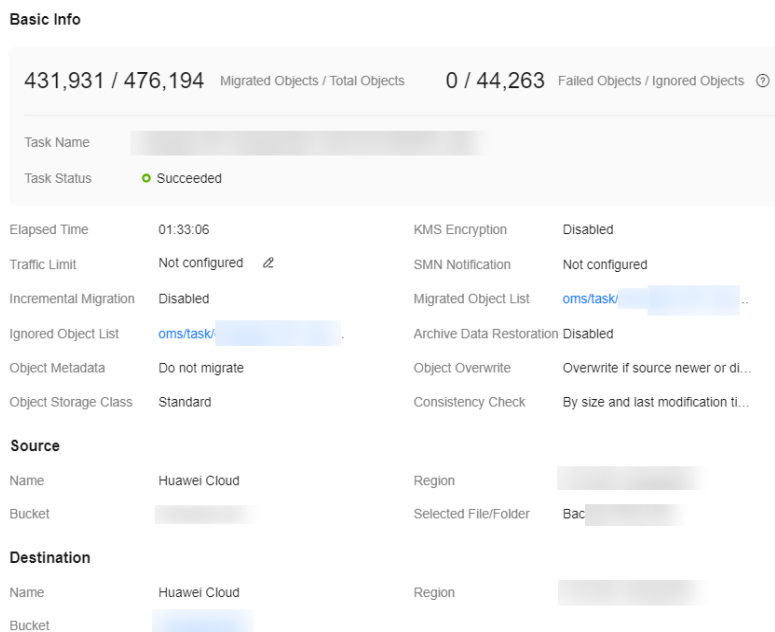 Basic Info
431,931 / 476,194 Migrated Objects / Total Objects 0 / 44,263 Failed Objects / Ignored Objects
Task Name
Task Status Succeeded
Elapsed Time 01:33:06 KMS Encryption Disabled
Traffic Limit Not configured SMN Notification Not configured
Incremental Migration Disabled Migrated Object List oms/task/ ..
Ignored Object List oms/task/ . Archive Data Restoration Disabled
Object Metadata Do not migrate Object Overwrite Overwrite if source newer or di...
Object Storage Class Standard Consistency Check By size and last modification ti...
Source
Name Huawei Cloud Region
Bucket Selected File/Folder Bac
Destination
Name Huawei Cloud Region
Bucket